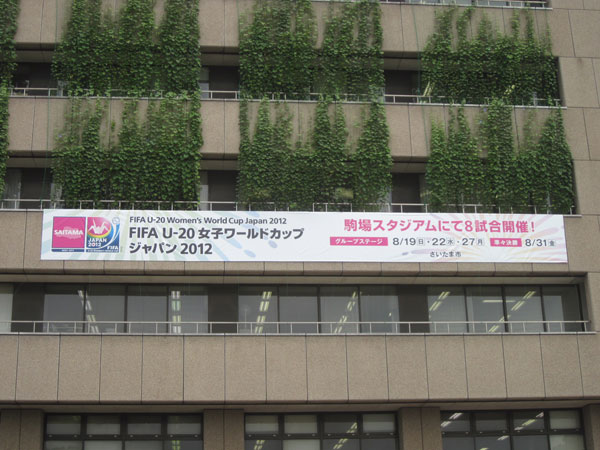 SAITAMA
JAPAN
2012
FIFA
FIFA U-20 Women's World Cup Japan 2012
FIFA U-20 女子ワールドカップ
ジャパン 2012
駒場スタジアムにて8試合開催！
グループステージ 8/19日・22水・27月 準々決勝 8/31金
さいたま市